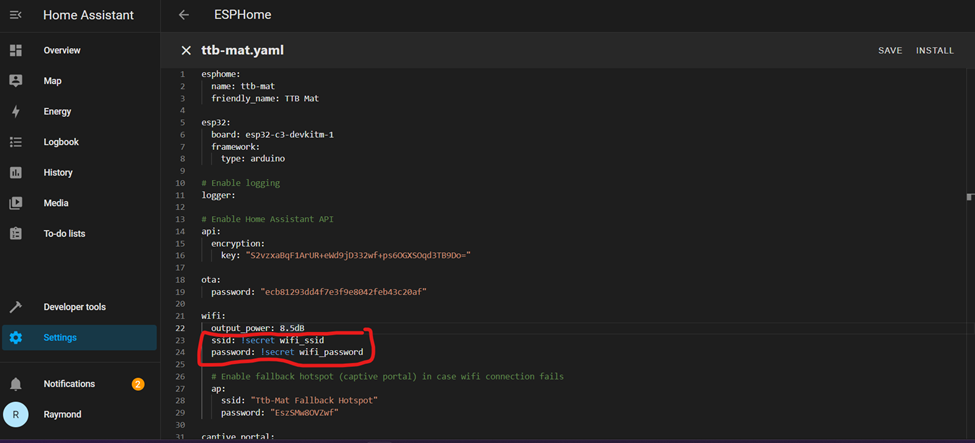 Home Assistant
ESPHome
Overview
Map
Energy
Logbook
History
Media
To-do lists
Developer tools
Settings
Notifications 2
R Raymond
ttb-mat.yaml
SAVE INSTALL
1 esphome:
2 name: ttb-mat
3 friendly_name: TTB Mat
4
5 esp32:
6 board: esp32-c3-devkitm-1
7 framework:
8 type: arduino
9
10 # Enable logging
11 logger:
12
13 # Enable Home Assistant API
14 api:
15 encryption:
16 key: "S2vzxaBqF1ArUR+eWd9jD332wf+ps6OGXSOqd3TB9Do="
17
18 ota:
19 password: "ecb81293dd4f7e3f9e8042feb43c20af"
20
21 wifi:
22 output_power: 8.5dB
23 ssid: !secret wifi_ssid
24 password: !secret wifi_password
25
26 # Enable fallback hotspot (captive portal) in case wifi connection fails
27 ap:
28 ssid: "Ttb-Mat Fallback Hotspot"
29 password: "EszSMw8OVZwf"
30
31 captive_portal: